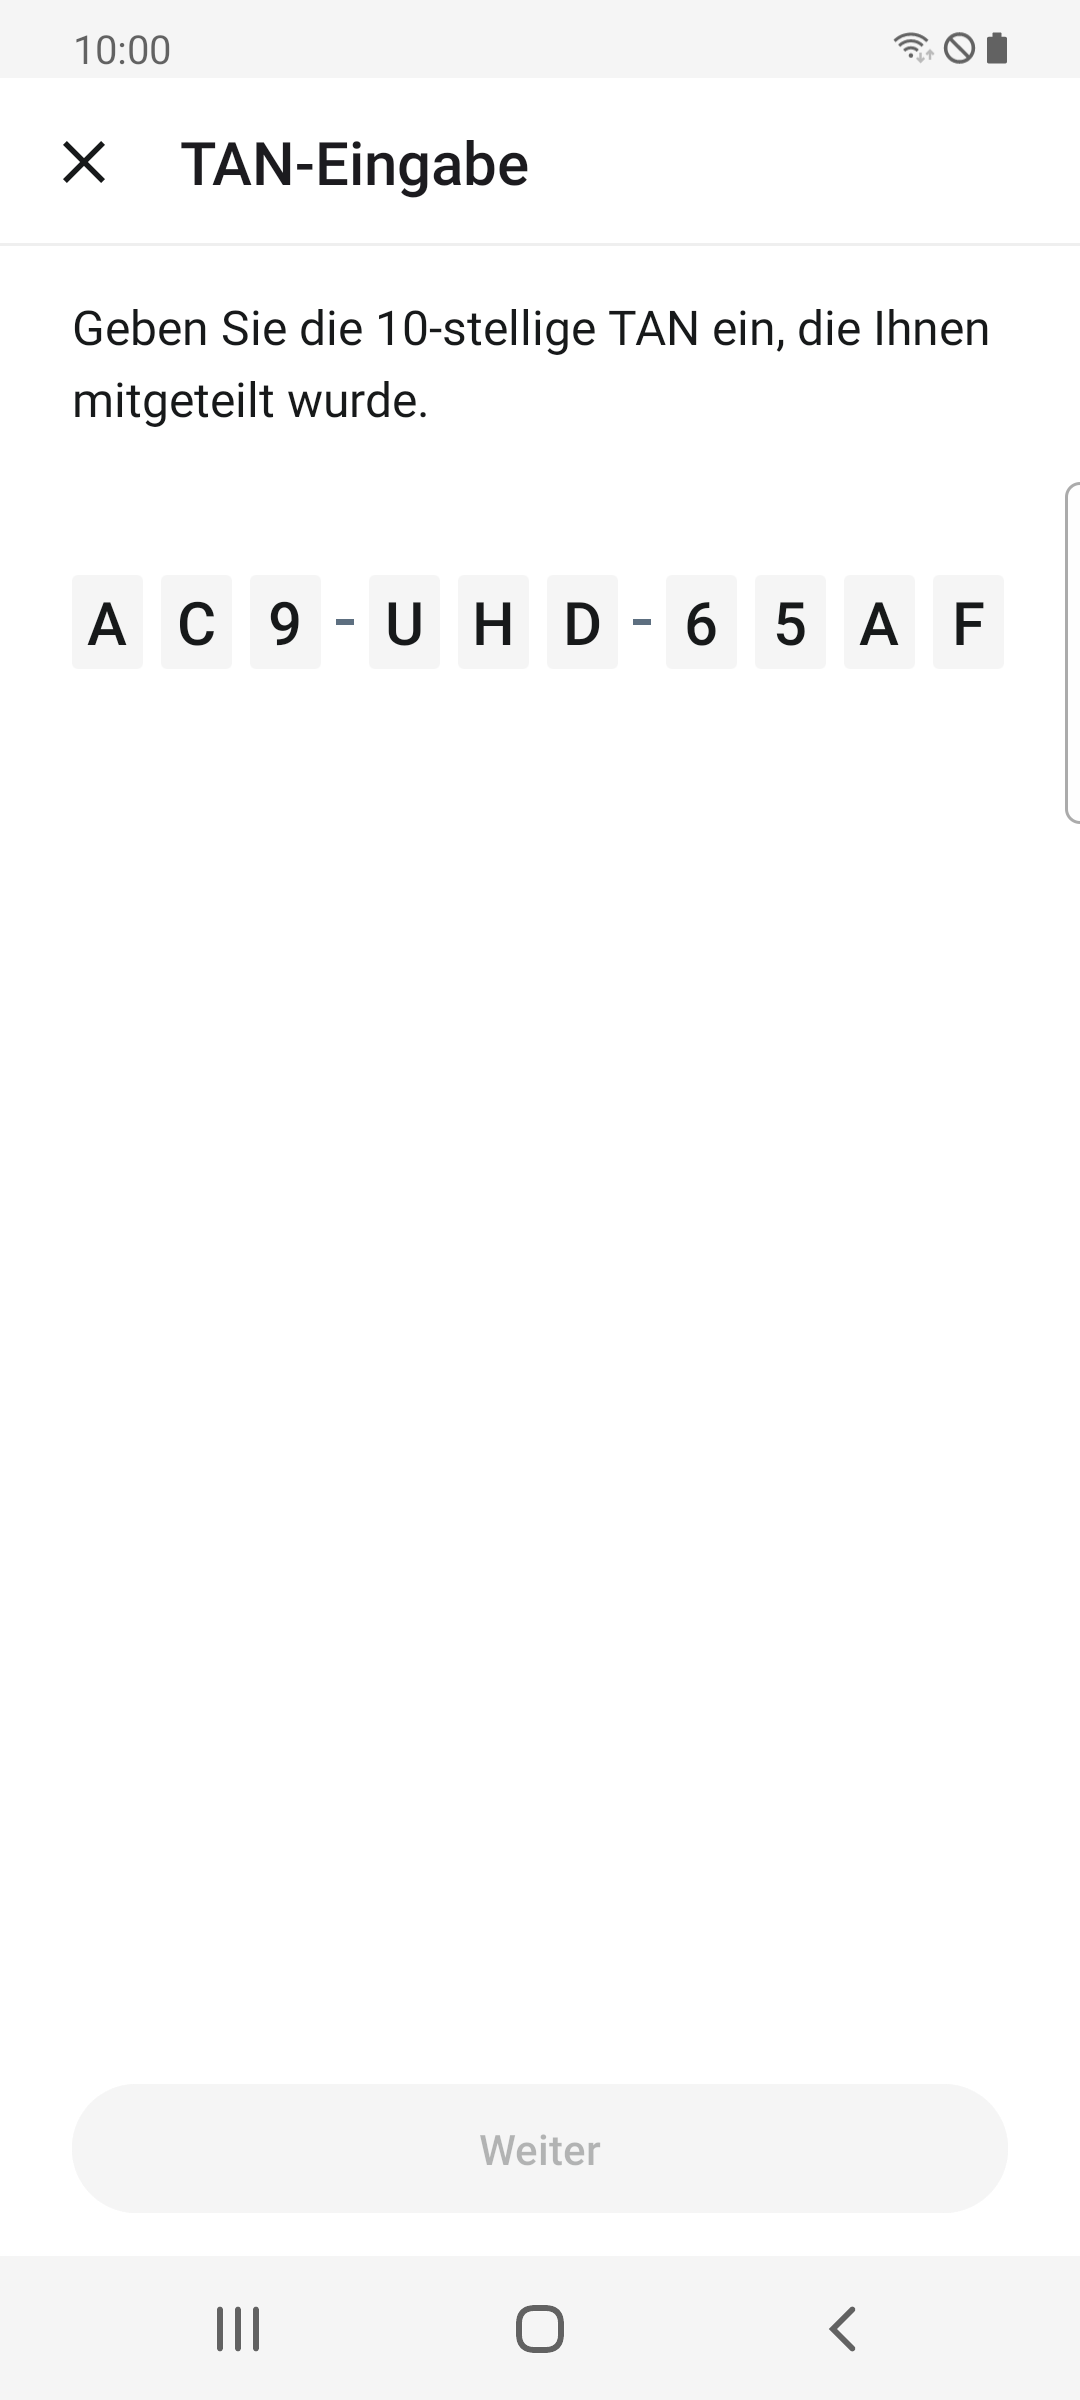 10:00
TAN-Eingabe
Geben Sie die 10-stellige TAN ein, die Ihnen
mitgeteilt wurde.
A C 9 - U H D - 6 5 A F
Weiter